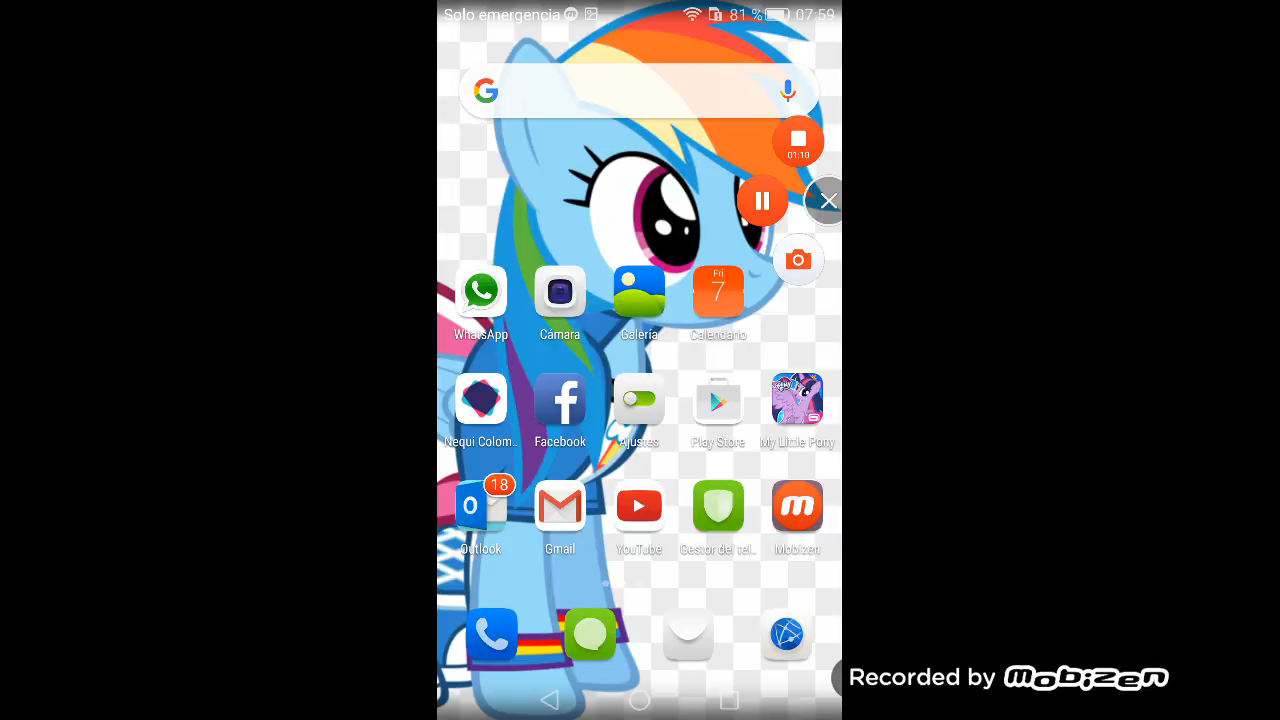 Solo emergencia 81 % 07:59
01:10
Fri
7
WhatsApp Cámara Galería Calendario
Nequi Colom.. Facebook Ajustes Play Store My Little Pony
18
Outlook Gmail YouTube Gestor del tel.. Mobizen
Recorded by mobizen